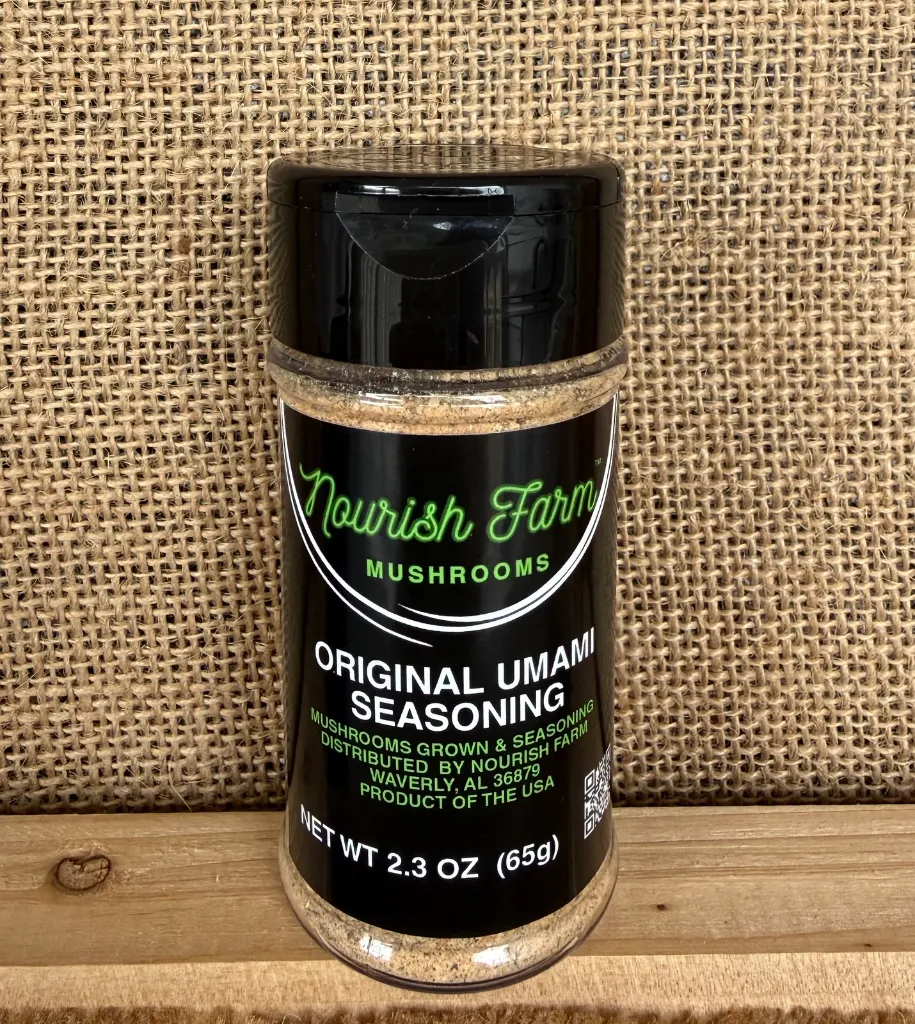 Nourish Farm™
MUSHROOMS
ORIGINAL UMAMI
SEASONING
MUSHROOMS GROWN & SEASONING
DISTRIBUTED BY NOURISH FARM
WAVERLY, AL 36879
PRODUCT OF THE USA
NET WT 2.3 OZ (65g)